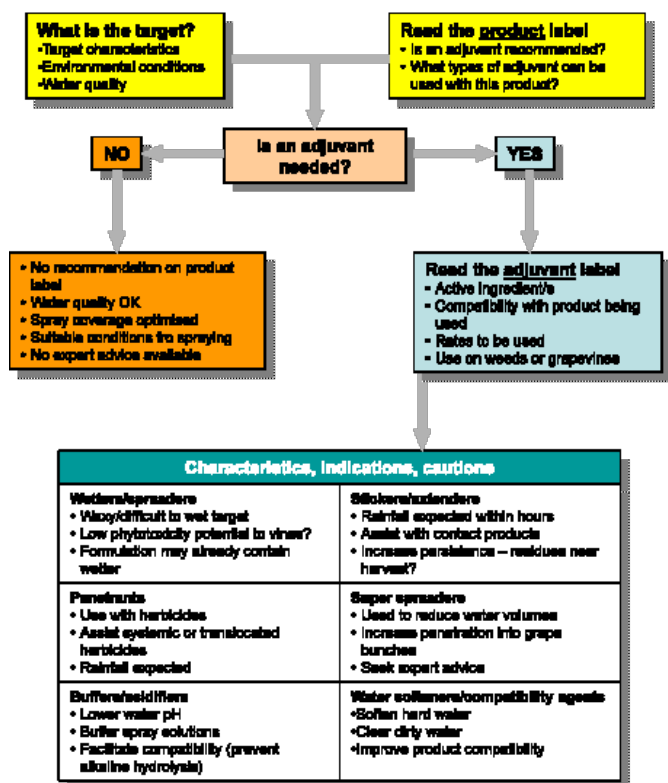 What is the target?
•Target characteristics
•Environmental conditions
•Water quality
Read the product label
• Is an adjuvant recommended?
• What types of adjuvant can be
used with this product?
Is an adjuvant
needed?
NO
YES
• No recommendation on product
label
• Water quality OK
• Spray coverage optimised
• Suitable conditions fro spraying
• No expert advice available
Read the adjuvant label
• Active ingredient/s
• Compatibility with product being
used
• Rates to be used
• Use on weeds or grapevines
Characteristics, indications, cautions
Wetters/spreaders
• Waxy/difficult to wet target
• Low phytotoxicity potential to vines?
• Formulation may already contain
wetter
Stickers/extenders
• Rainfall expected within hours
• Assist with contact products
• Increase persistence – residues near
harvest?
Penetrants
• Use with herbicides
• Assist systemic or translocated
herbicides
• Rainfall expected
Super spreaders
• Used to reduce water volumes
• Increase penetration into grape
bunches
• Seek expert advice
Buffers/acidifiers
• Lower water pH
• Buffer spray solutions
• Facilitate compatibility (prevent
alkaline hydrolysis)
Water softeners/compatibility agents
•Soften hard water
•Clear dirty water
•Improve product compatibility